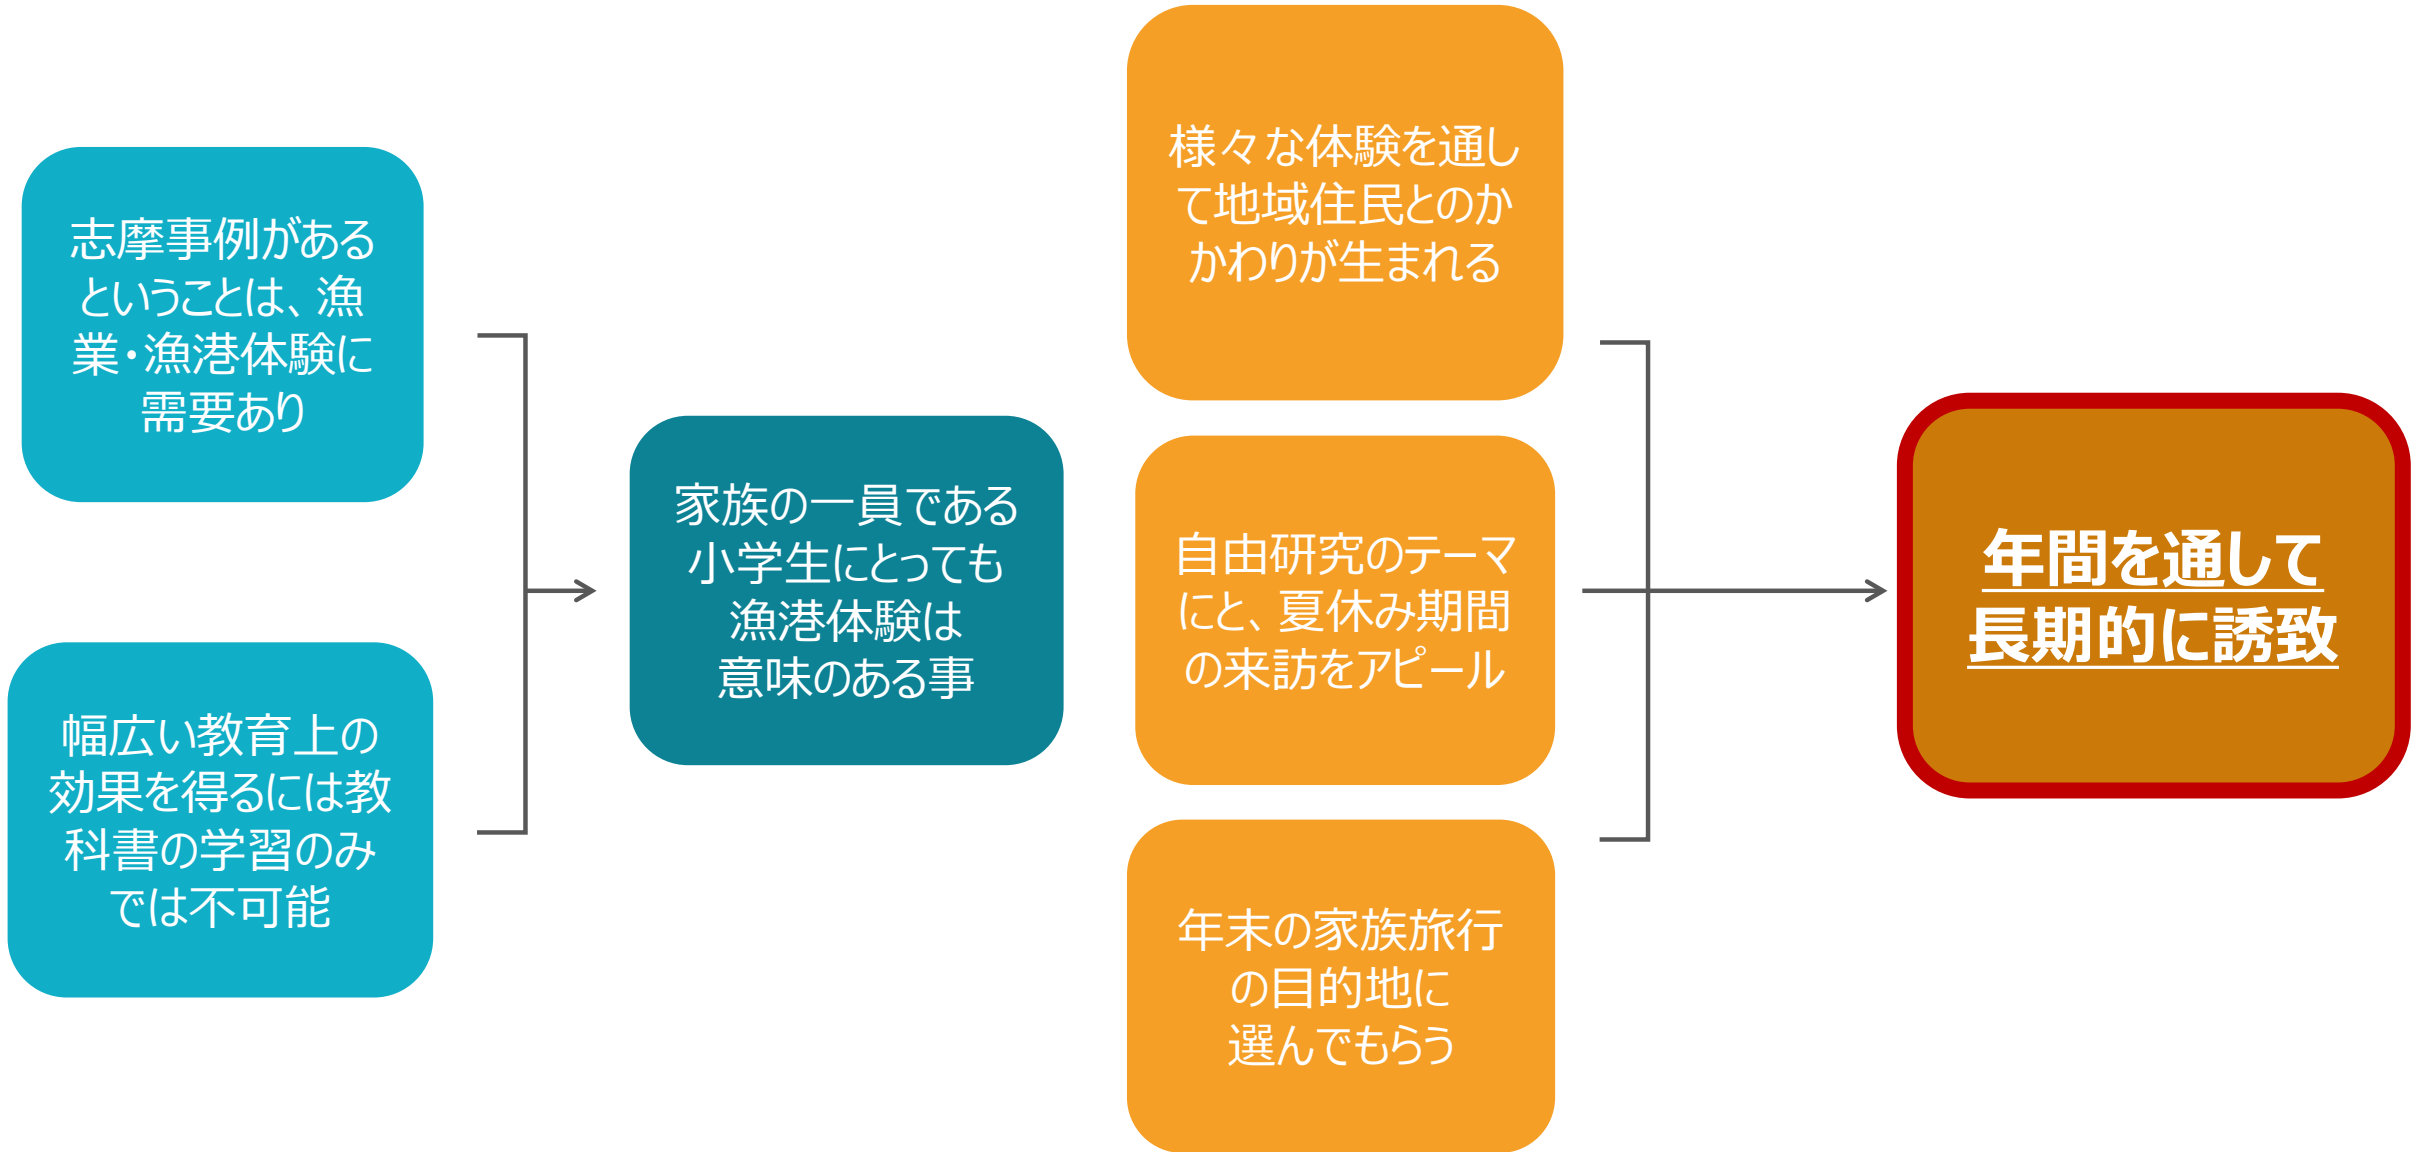 志摩事例がある
ということは、漁
業・漁港体験に
需要あり
幅広い教育上の
効果を得るには教
科書の学習のみ
では不可能
家族の一員である
小学生にとっても
漁港体験は
意味のある事
様々な体験を通し
て地域住民とのか
かわりが生まれる
自由研究のテーマ
にと、夏休み期間
の来訪をアピール
年末の家族旅行
の目的地に
選んでもらう
年間を通して
長期的に誘致